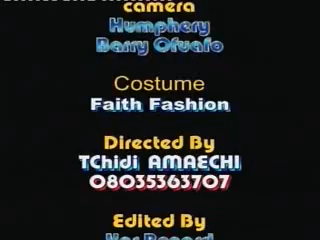 camera
Humphery
Barry Ofuafo
Costume
Faith Fashion
Directed By
TChidi AMAECHI
08035363707
Edited By